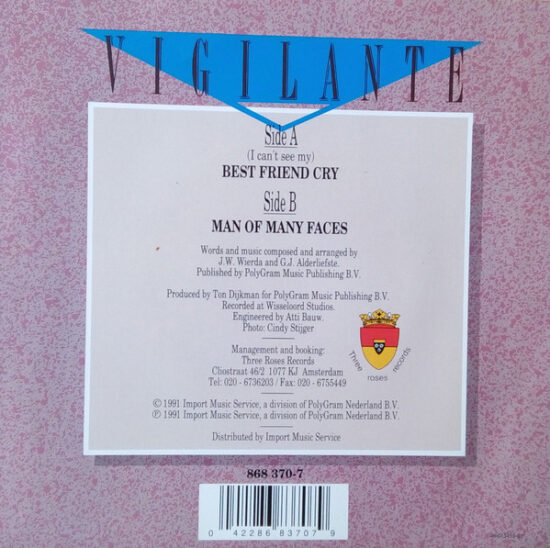 VIGILANTE
Side A
(I can't see my)
BEST FRIEND CRY
Side B
MAN OF MANY FACES
Words and music composed and arranged by
J.W. Wierda and G.J. Alderliefste.
Published by PolyGram Music Publishing B.V.
Produced by Ton Dijkman for PolyGram Music Publishing B.V.
Recorded at Wisseloord Studios.
Engineered by Atti Bauw.
Photo: Cindy Stijger
Management and booking:
Three Roses Records
Cliostraat 46/2 1077 KJ Amsterdam
Tel: 020 - 6736203 / Fax: 020 - 6755449
Three roses records
© 1991 Import Music Service, a division of PolyGram Nederland B.V.
℗ 1991 Import Music Service, a division of PolyGram Nederland B.V.
Distributed by Import Music Service
868 370-7
0 42286 83707 9